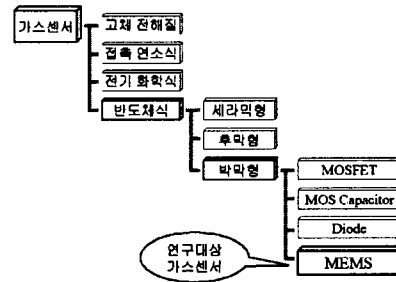 가스센서
고체 전해질
접촉 연소식
전기 화학식
반도체식
세라믹형
후막형
박막형
MOSFET
MOS Capacitor
Diode
MEMS
연구대상
가스센서